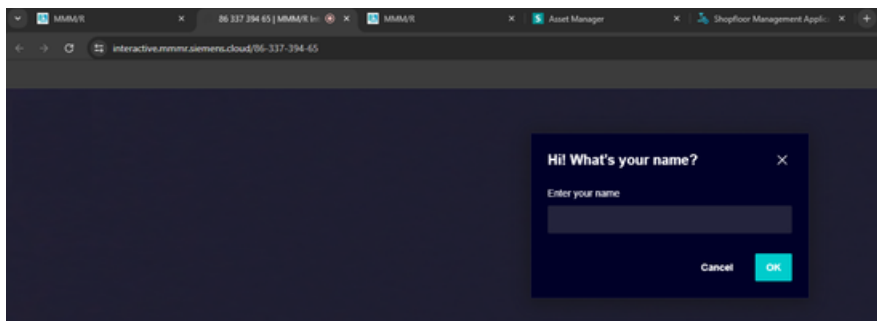 MMM/R
86 337 394 65 | MMM/R In
MMM/R
Asset Manager
Shopfloor Management Applic
interactive.mmmr.siemens.cloud/86-337-394-65
Hi! What's your name?
Enter your name
Cancel
OK